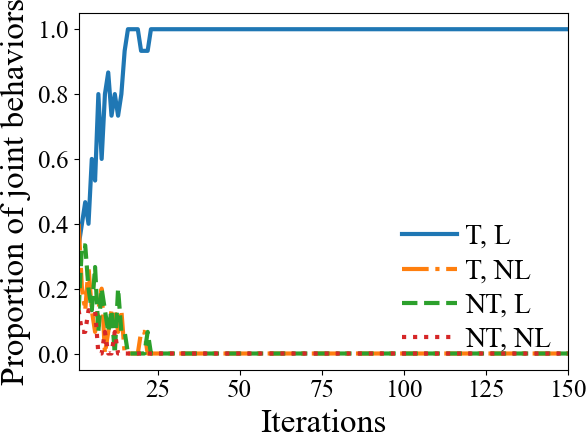 Proportion of joint behaviors
1.0
0.8
0.6
0.4
0.2
0.0
T, L
T, NL
NT, L
NT, NL
25 50 75 100 125 150
Iterations